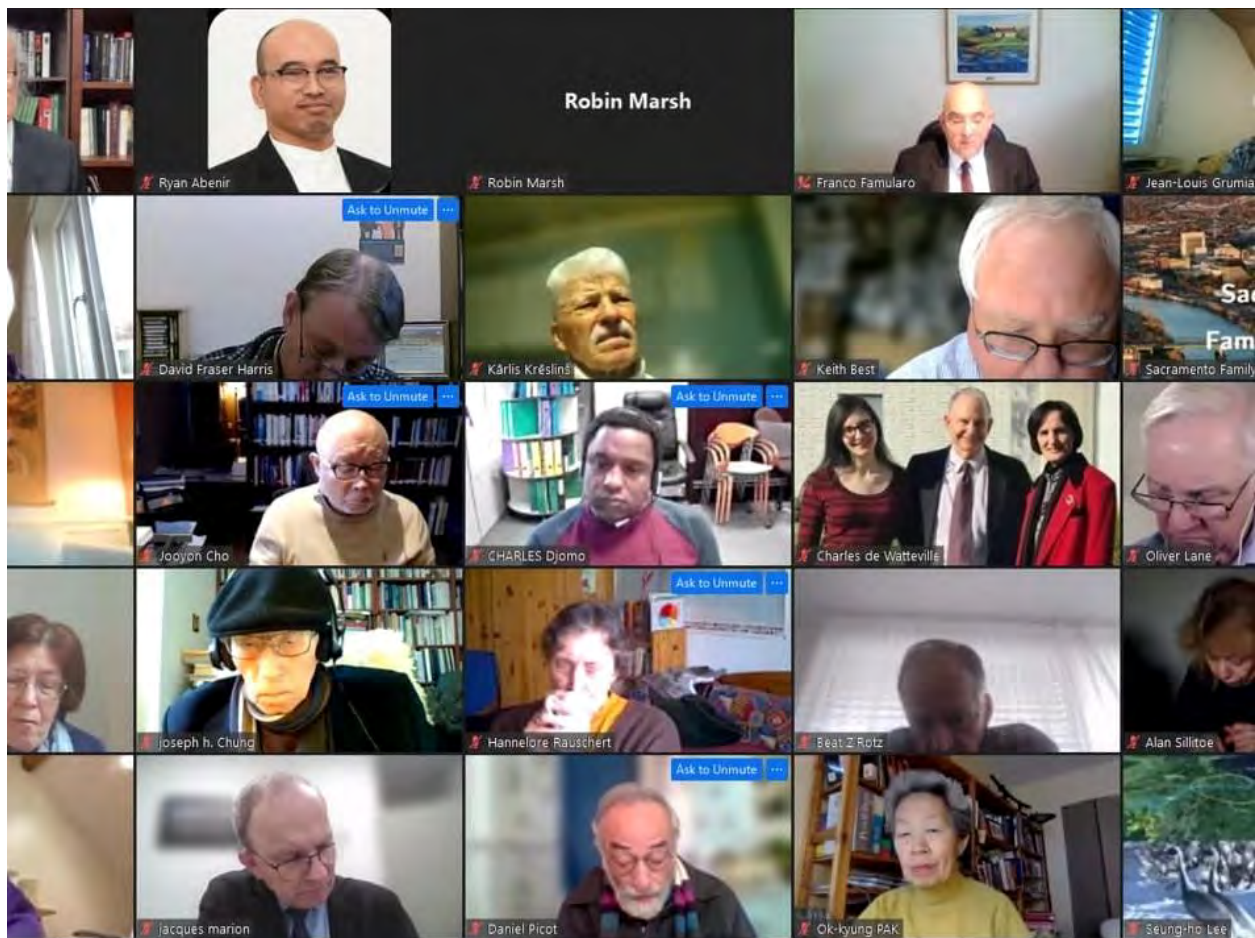 Robin Marsh
Ryan Abenir
Robin Marsh
Franco Famularo
Jean-Louis Grumia
Ask to Unmute
David Fraser Harris
Kārlis Krēsliņš
Keith Best
Sac
Fam
Sacramento Family
Ask to Unmute
Ask to Unmute
Jooyon Cho
CHARLES Djomo
Charles de Watteville
Oliver Lane
Ask to Unmute
joseph h. Chung
Hannelore Rauschert
Beat Z Rotz
Alan Sillitoe
Ask to Unmute
jacques marion
Daniel Picot
Ok-kyung PAK
Seung-ho Lee